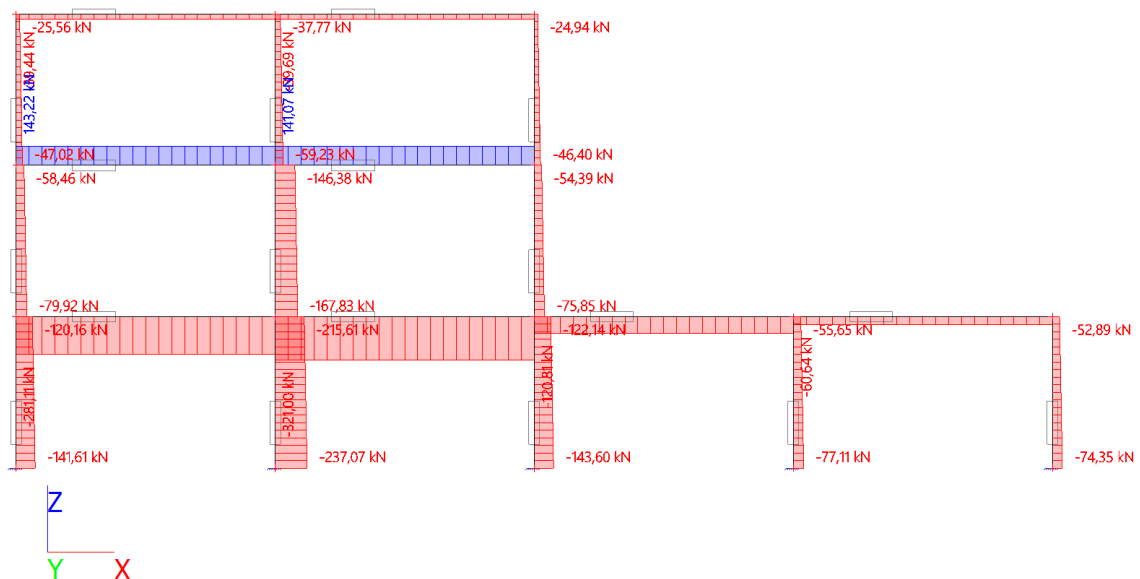 -25,56 kN
-37,77 kN
-24,94 kN
143,22 kN
141,07 kN
-47,02 kN
-59,23 kN
-46,40 kN
-58,46 kN
-146,38 kN
-54,39 kN
-79,92 kN
-167,83 kN
-75,85 kN
-120,16 kN
-215,61 kN
-122,14 kN
-55,65 kN
-52,89 kN
-281,11 kN
-321,00 kN
-120,81 kN
-60,64 kN
-141,61 kN
-237,07 kN
-143,60 kN
-77,11 kN
-74,35 kN
Z
Y
X